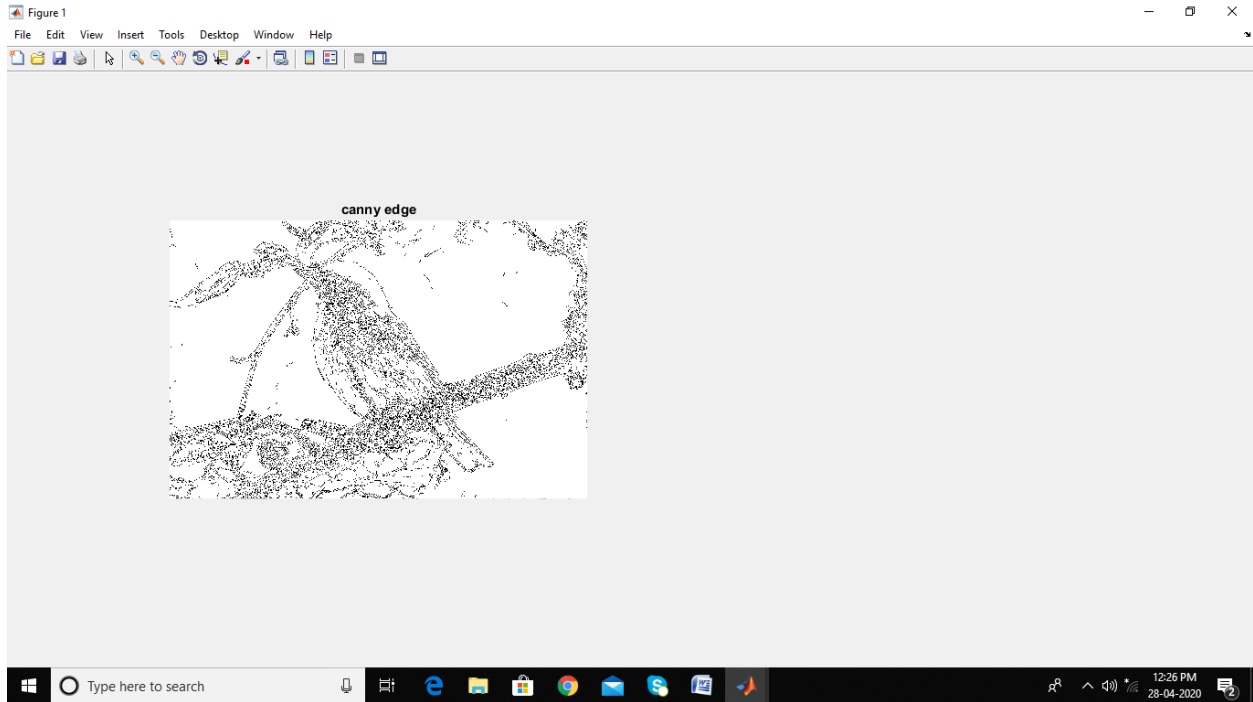 Figure 1
File Edit View Insert Tools Desktop Window Help
canny edge
Type here to search
12:26 PM
28-04-2020
2